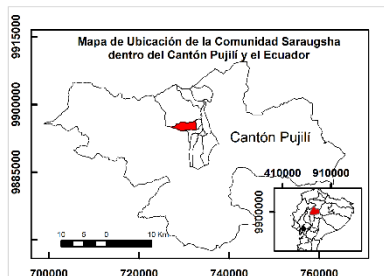 Mapa de Ubicación de la Comunidad Saraugsha
dentro del Cantón Pujilí y el Ecuador
9915000
9900000
9885000
Cantón Pujilí
410000 910000
9900000
10 5 0 10 Km
700000 720000 740000 760000